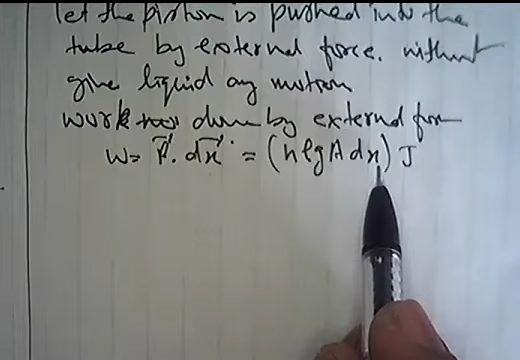 let the piston is pushed into the
tube by external force. without
give liquid any motion
work done by external for
W = F⃗. dx⃗ = (hρgA dx) J